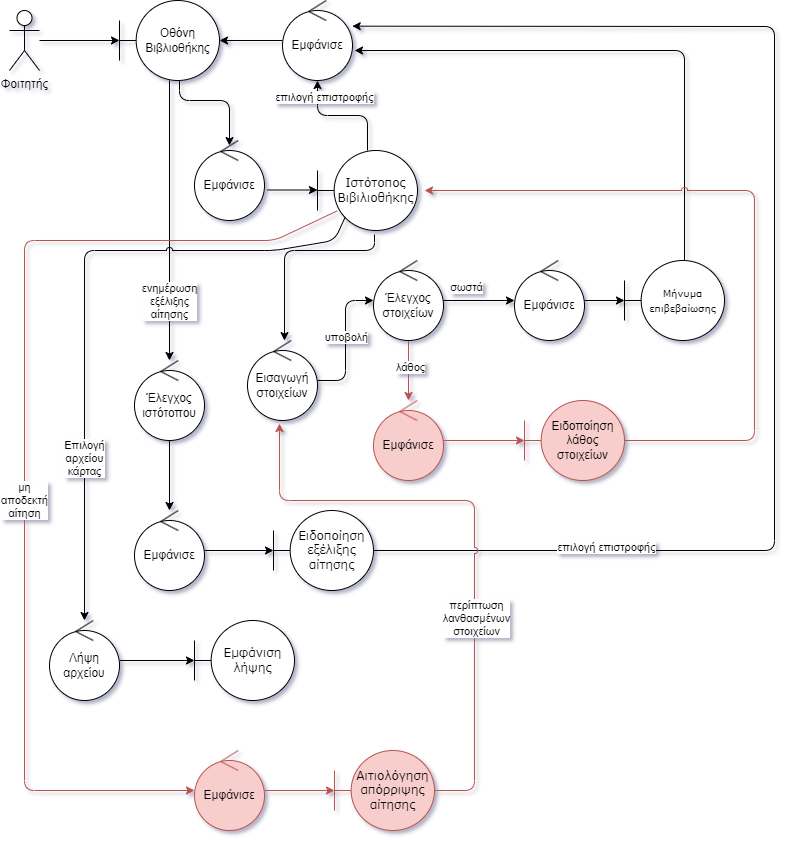 Οθόνη
Βιβλιοθήκης
Εμφάνισε
Φοιτητής
επιλογή επιστροφής
Εμφάνισε
Ιστότοπος
Βιβιλιοθήκης
ενημέρωση
εξέλιξης
αίτησης
Έλεγχος
στοιχείων
σωστά
Εμφάνισε
Μήνυμα
επιβεβαίωσης
υποβολή
λάθος
Εισαγωγή
στοιχείων
Έλεγχος
ιστότοπου
Εμφάνισε
Ειδοποίηση
λάθος
στοιχείων
Επιλογή
αρχείου
κάρτας
μη
αποδεκτή
αίτηση
Εμφάνισε
Ειδοποίηση
εξέλιξης
αίτησης
επιλογή επιστροφής
περίπτωση
λανθασμένων
στοιχείων
Λήψη
αρχείου
Εμφάνιση
λήψης
Εμφάνισε
Αιτιολόγηση
απόρριψης
αίτησης